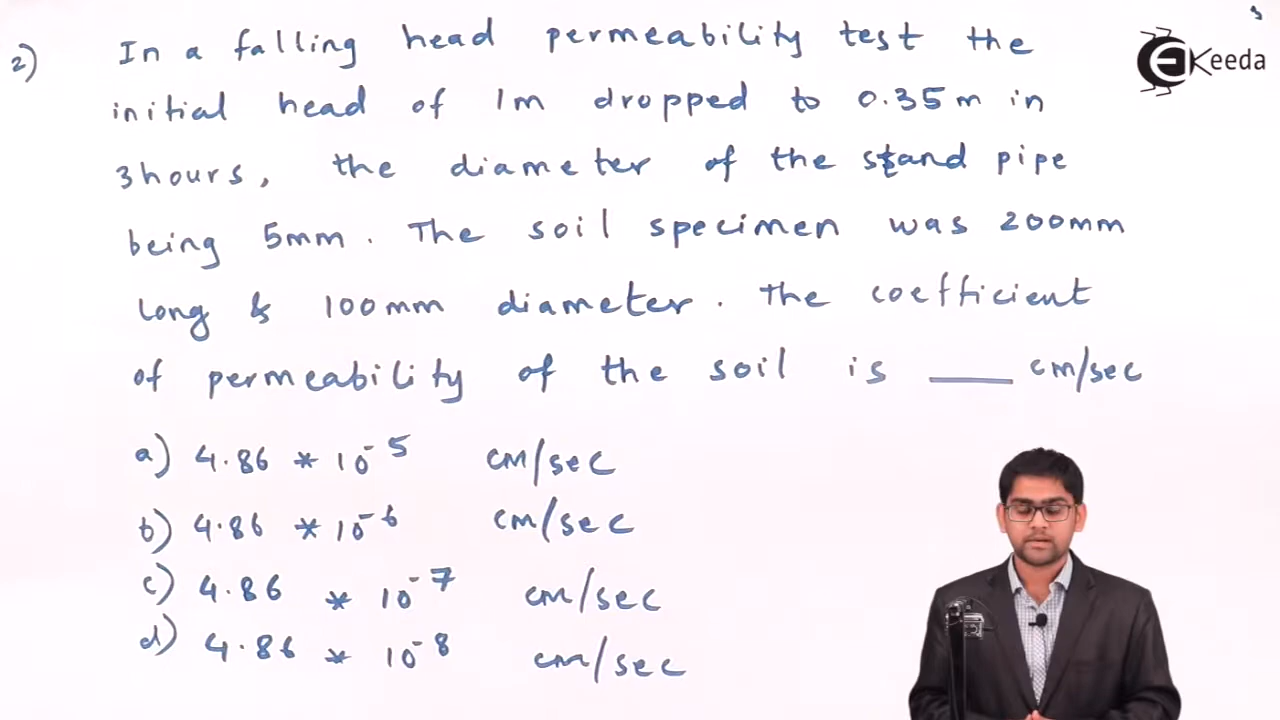 Keeda
2) In a falling head permeability test the
initial head of 1m dropped to 0.35m in
3hours, the diameter of the stand pipe
being 5mm. The soil specimen was 200mm
long & 100mm diameter. The coefficient
of permeability of the soil is ____ cm/sec
a) 4.86 * 10^-5 cm/sec
b) 4.86 * 10^-6 cm/sec
c) 4.86 * 10^-7 cm/sec
d) 4.86 * 10^-8 cm/sec